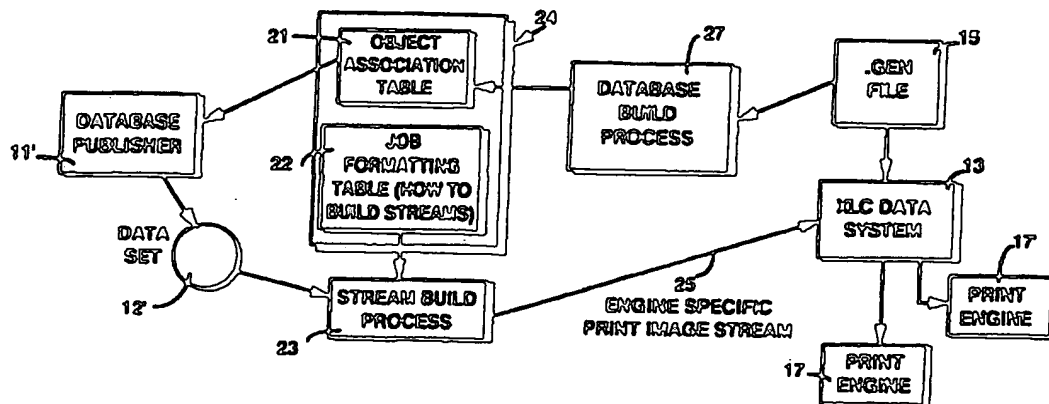 21
OBJECT
ASSOCIATION
TABLE
24
27
DATABASE
BUILD
PROCESS
15
.GEN
FILE
DATABASE
PUBLISHER
11'
22
JOB
FORMATTING
TABLE (HOW TO
BUILD STREAMS)
13
XLC DATA
SYSTEM
DATA
SET
12'
STREAM BUILD
PROCESS
23
25
ENGINE SPECIFIC
PRINT IMAGE STREAM
17'
PRINT
ENGINE
17
PRINT
ENGINE